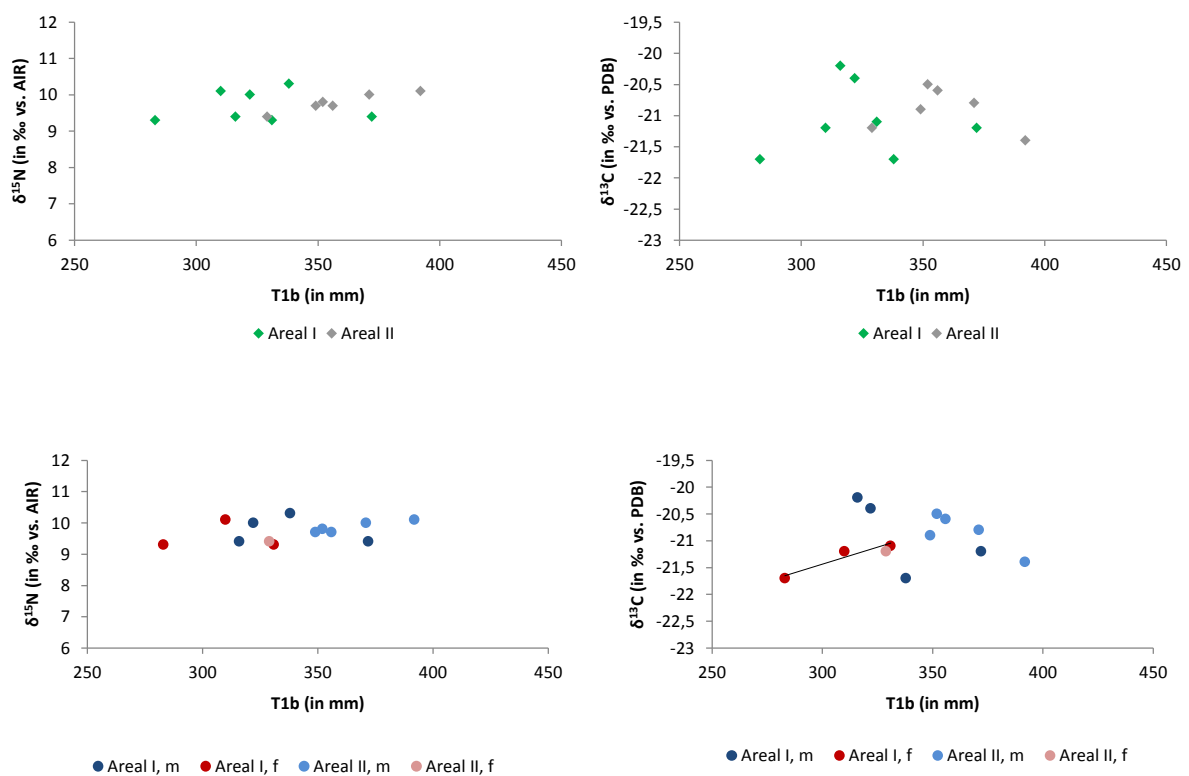 12
11
10
9
8
7
6
250 300 350 400 450
δ¹⁵N (in ‰ vs. AIR)
T1b (in mm)
Areal I Areal II
-19,5
-20
-20,5
-21
-21,5
-22
-22,5
-23
250 300 350 400 450
δ¹³C (in ‰ vs. PDB)
T1b (in mm)
Areal I Areal II
12
11
10
9
8
7
6
250 300 350 400 450
δ¹⁵N (in ‰ vs. AIR)
T1b (in mm)
Areal I, m Areal I, f Areal II, m Areal II, f
-19,5
-20
-20,5
-21
-21,5
-22
-22,5
-23
250 300 350 400 450
δ¹³C (in ‰ vs. PDB)
T1b (in mm)
Areal I, m Areal I, f Areal II, m Areal II, f